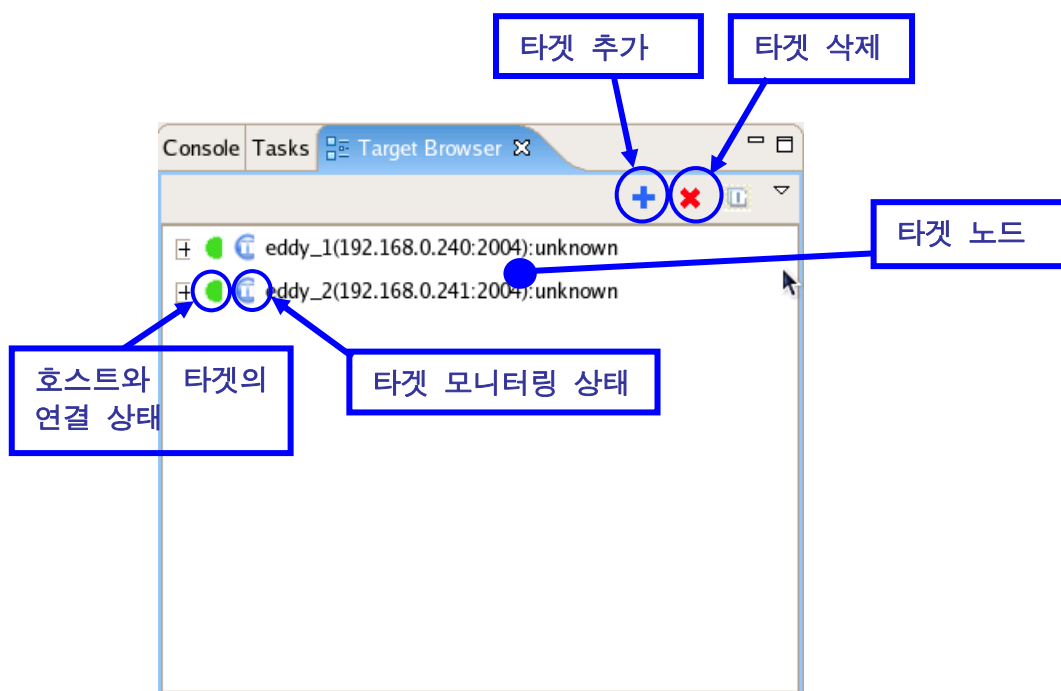 타겟 추가
타겟 삭제
Console Tasks Target Browser
타겟 노드
eddy_1(192.168.0.240:2004):unknown
eddy_2(192.168.0.241:2004):unknown
호스트와 타겟의
연결 상태
타겟 모니터링 상태